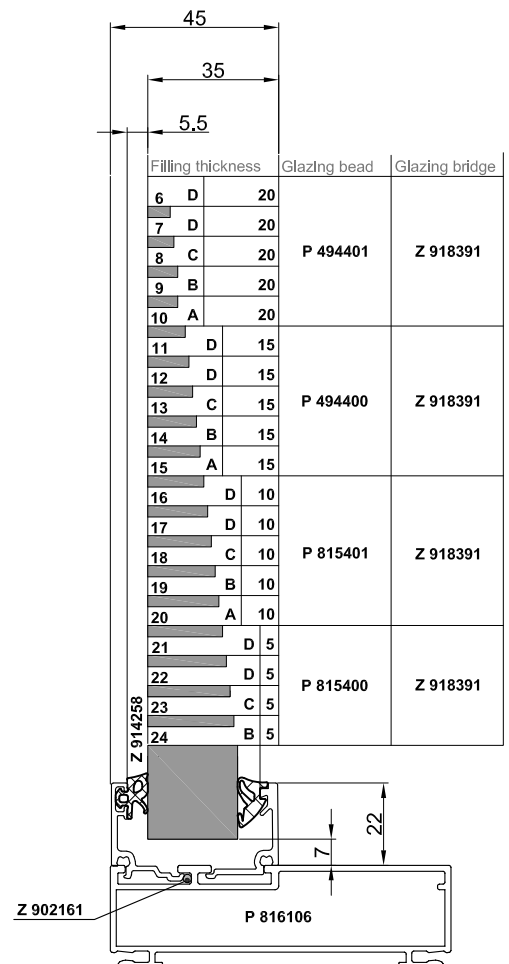 45
35
5.5
Filling thickness Glazing bead Glazing bridge
6 D 20
7 D 20
8 C 20
9 B 20
10 A 20
P 494401 Z 918391
11 D 15
12 D 15
13 C 15
14 B 15
15 A 15
P 494400 Z 918391
16 D 10
17 D 10
18 C 10
19 B 10
20 A 10
P 815401 Z 918391
21 D 5
22 D 5
23 C 5
24 B 5
P 815400 Z 918391
Z 914258
22
7
Z 902161
P 816106